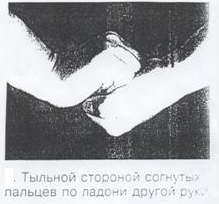 . Тыльной стороной согнутых
пальцев по ладони другой руки